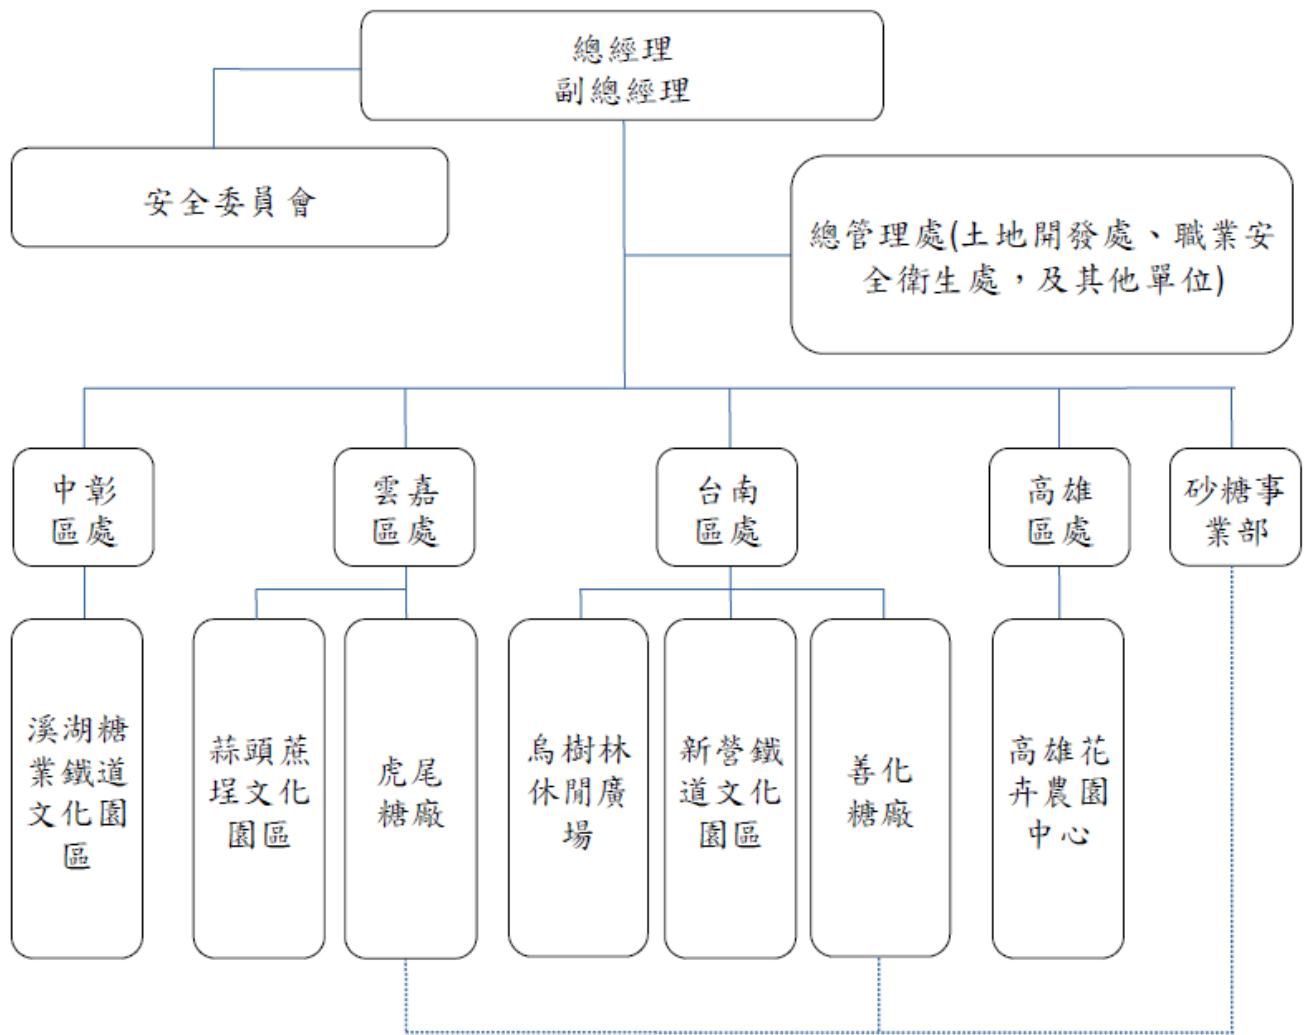 總經理
副總經理
安全委員會
總管理處(土地開發處、職業安
全衛生處，及其他單位)
中彰
區處
雲嘉
區處
台南
區處
高雄
區處
砂糖事
業部
溪湖糖
業鐵道
文化園
區
蒜頭蔗
埕文化
園區
虎尾
糖廠
烏樹林
休閒廣
場
新營鐵
道文化
園區
善化
糖廠
高雄花
卉農園
中心